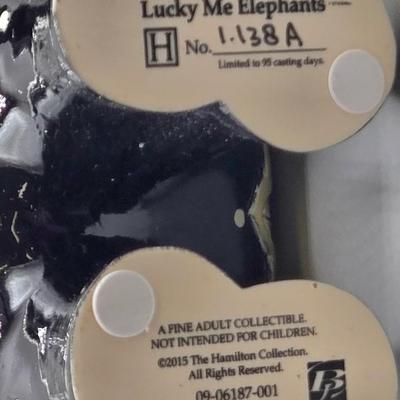 Lucky Me Elephants
H No. 1.138A
Limited to 95 casting days.
A FINE ADULT COLLECTIBLE.
NOT INTENDED FOR CHILDREN.
©2015 The Hamilton Collection.
All Rights Reserved.
09-06187-001